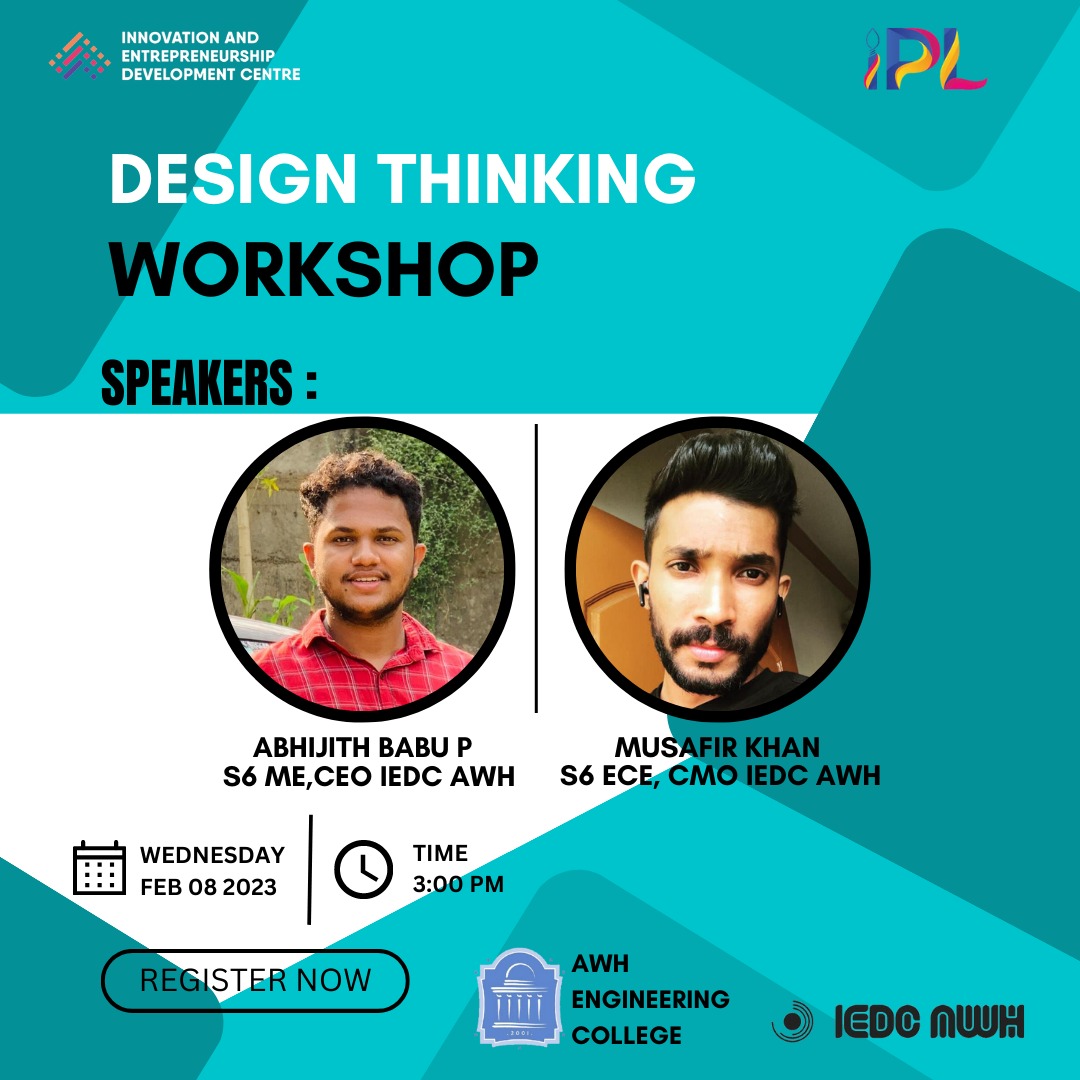 INNOVATION AND
ENTREPRENEURSHIP
DEVELOPMENT CENTRE
iPL
DESIGN THINKING
WORKSHOP
SPEAKERS :
ABHIJITH BABU P
S6 ME,CEO IEDC AWH
MUSAFIR KHAN
S6 ECE, CMO IEDC AWH
WEDNESDAY
FEB 08 2023
TIME
3:00 PM
REGISTER NOW
.2001.
AWH
ENGINEERING
COLLEGE
IEDC AWH